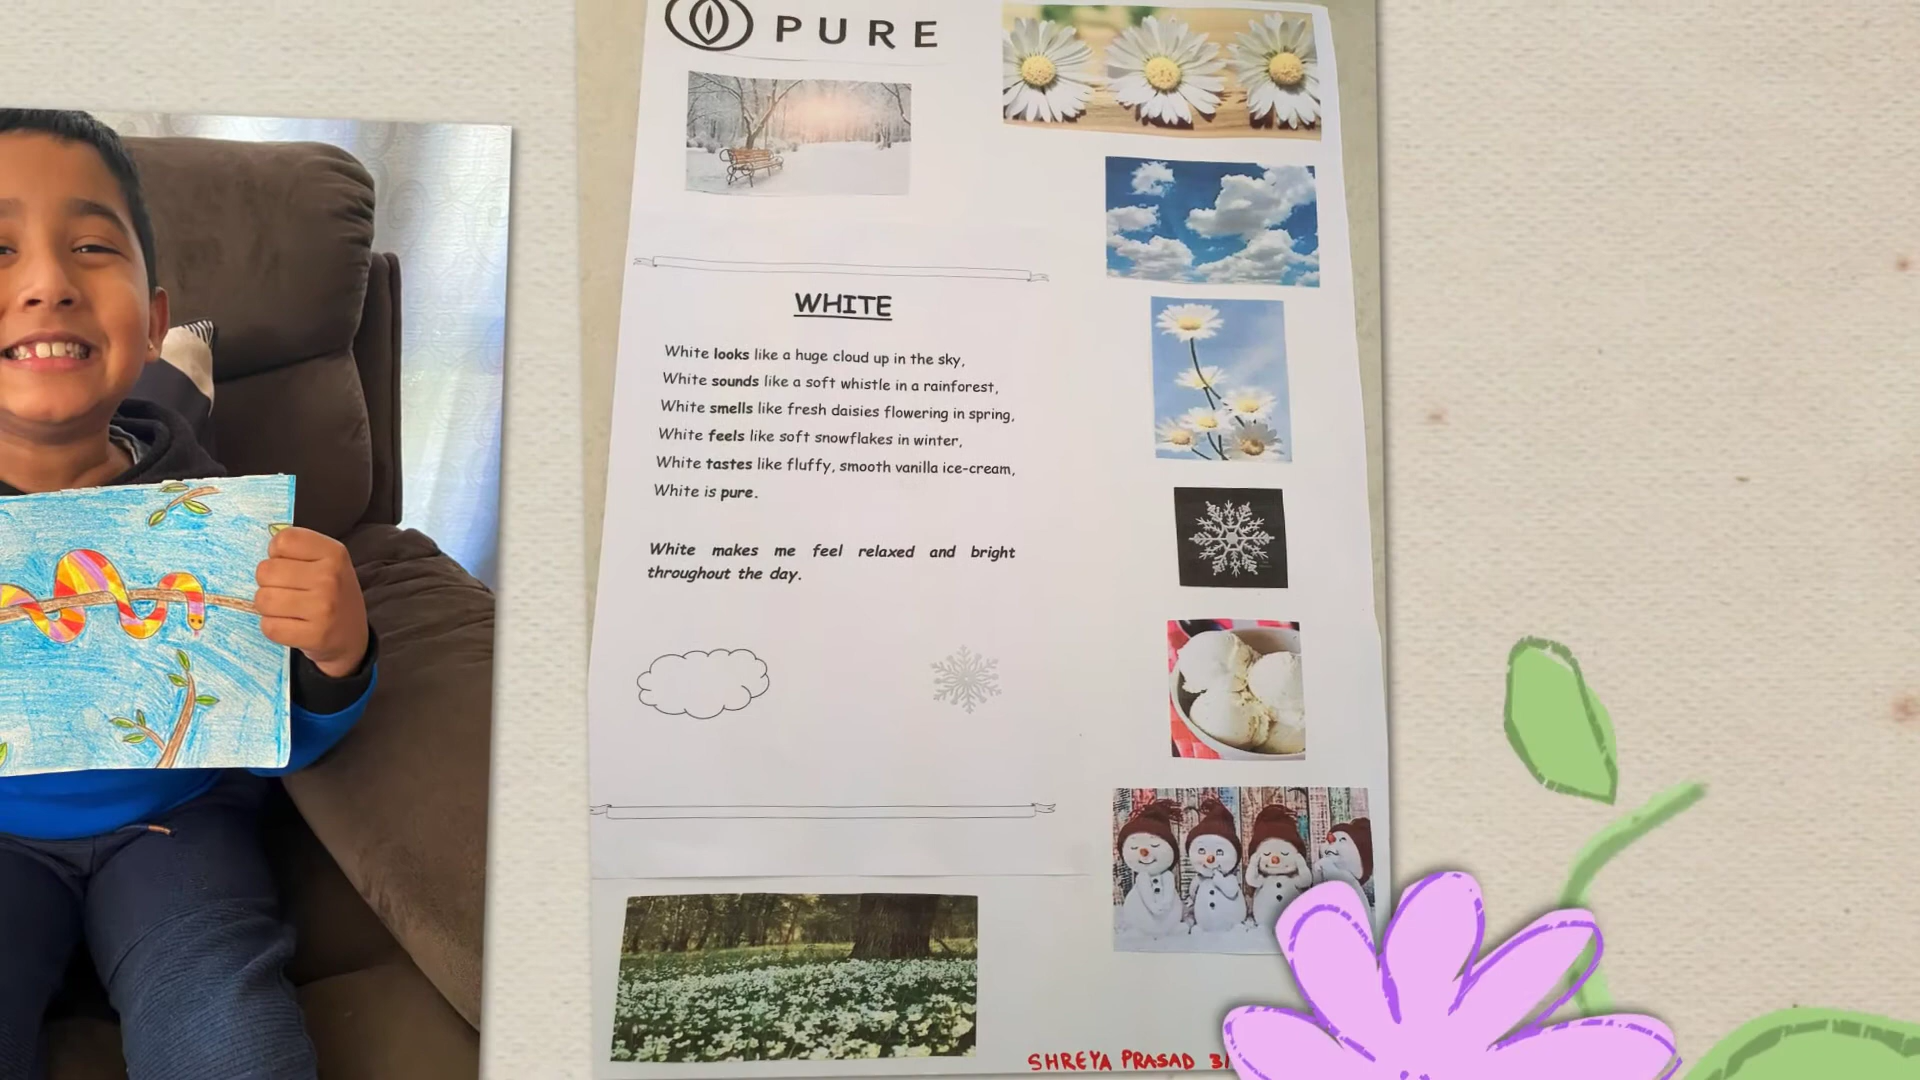 PURE
WHITE
White looks like a huge cloud up in the sky,
White sounds like a soft whistle in a rainforest,
White smells like fresh daisies flowering in spring,
White feels like soft snowflakes in winter,
White tastes like fluffy, smooth vanilla ice-cream,
White is pure.
White makes me feel relaxed and bright
throughout the day.
SHREYA PRASAD 3/